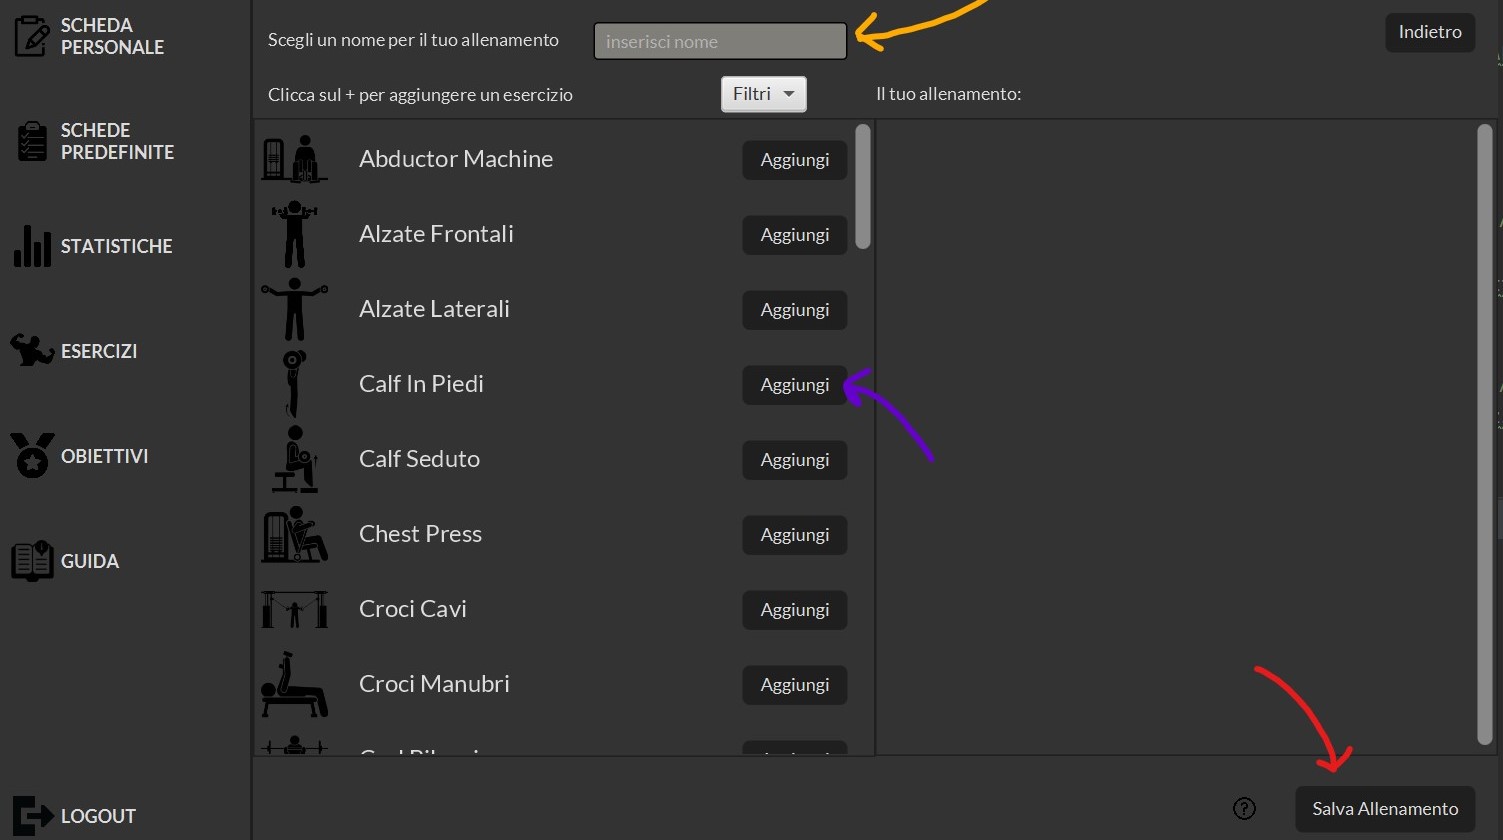 SCHEDA
PERSONALE
SCHEDE
PREDEFINITE
STATISTICHE
ESERCIZI
OBIETTIVI
GUIDA
LOGOUT
Scegli un nome per il tuo allenamento
inserisci nome
Indietro
Clicca sul + per aggiungere un esercizio
Filtri
Il tuo allenamento:
Abductor Machine
Aggiungi
Alzate Frontali
Aggiungi
Alzate Laterali
Aggiungi
Calf In Piedi
Aggiungi
Calf Seduto
Aggiungi
Chest Press
Aggiungi
Croci Cavi
Aggiungi
Croci Manubri
Aggiungi
?
Salva Allenamento